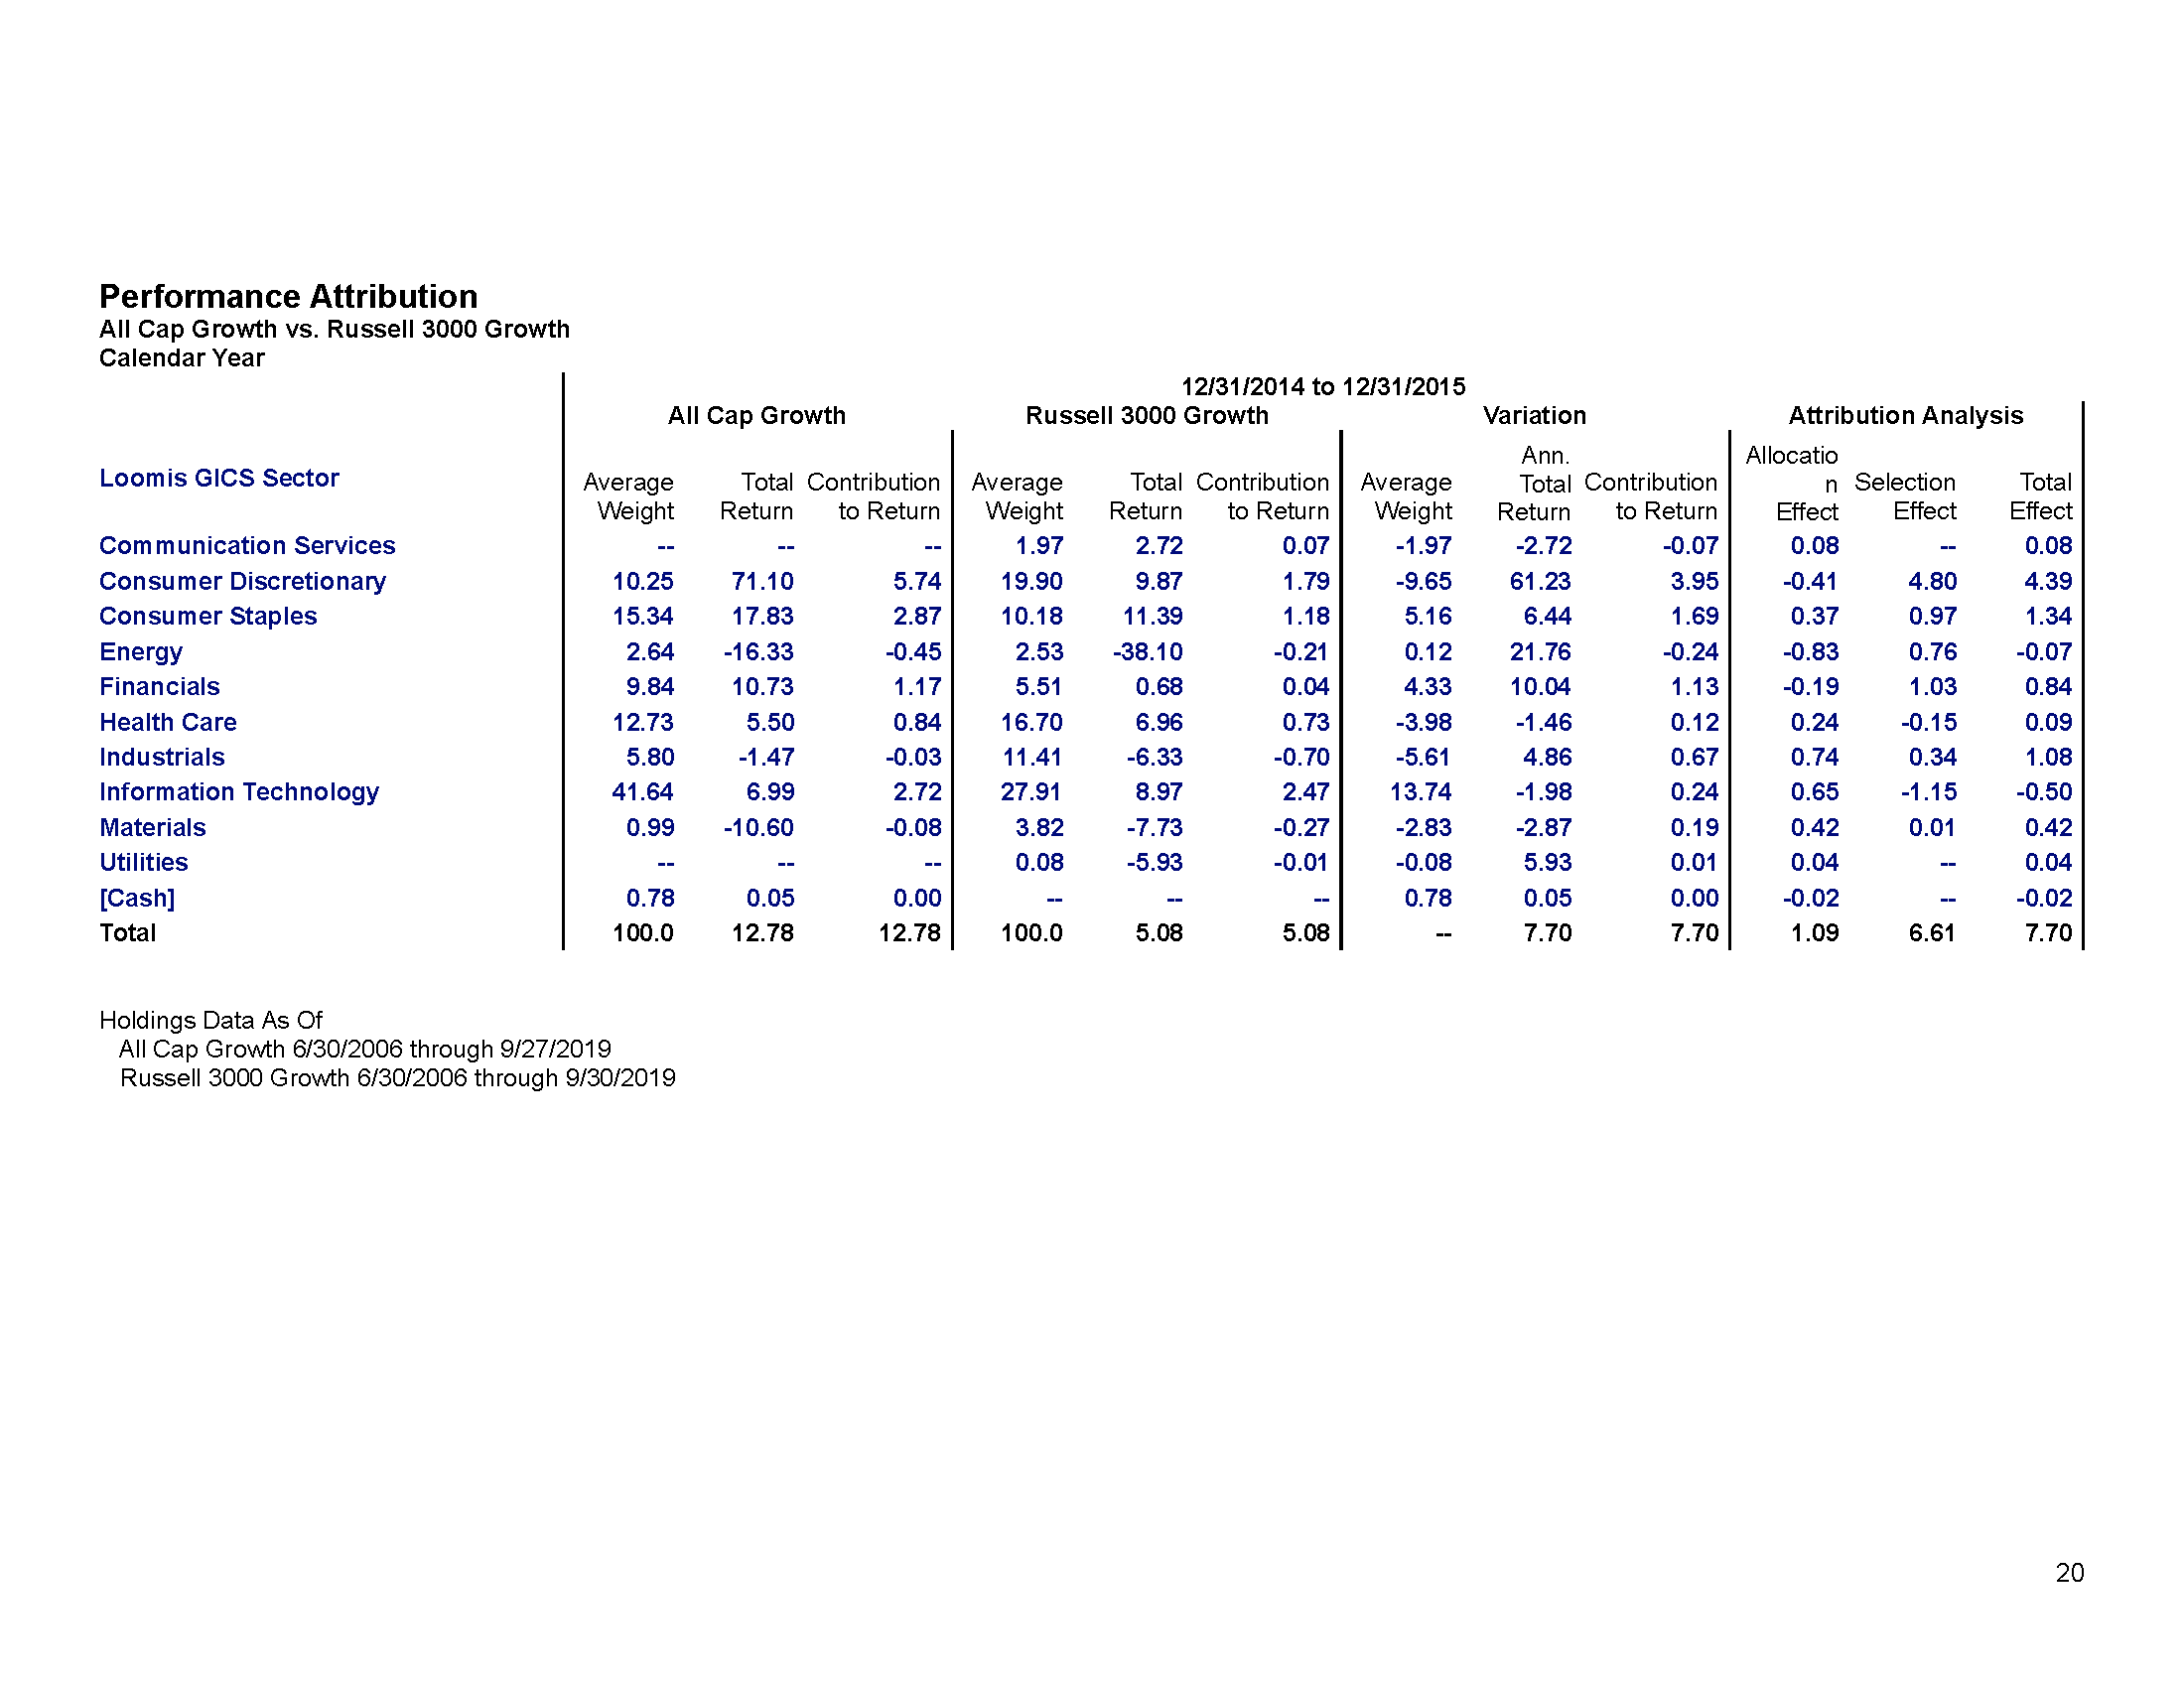 Performance Attribution
All Cap Growth vs. Russell 3000 Growth
Calendar Year
12/31/2014 to 12/31/2015
All Cap Growth Russell 3000 Growth Variation Attribution Analysis
Loomis GICS Sector Average Weight Total Return Contribution to Return Average Weight Total Return Contribution to Return Average Weight Ann. Total Return Contribution to Return Allocatio n Effect Selection Effect Total Effect
Communication Services -- -- -- 1.97 2.72 0.07 -1.97 -2.72 -0.07 0.08 -- 0.08
Consumer Discretionary 10.25 71.10 5.74 19.90 9.87 1.79 -9.65 61.23 3.95 -0.41 4.80 4.39
Consumer Staples 15.34 17.83 2.87 10.18 11.39 1.18 5.16 6.44 1.69 0.37 0.97 1.34
Energy 2.64 -16.33 -0.45 2.53 -38.10 -0.21 0.12 21.76 -0.24 -0.83 0.76 -0.07
Financials 9.84 10.73 1.17 5.51 0.68 0.04 4.33 10.04 1.13 -0.19 1.03 0.84
Health Care 12.73 5.50 0.84 16.70 6.96 0.73 -3.98 -1.46 0.12 0.24 -0.15 0.09
Industrials 5.80 -1.47 -0.03 11.41 -6.33 -0.70 -5.61 4.86 0.67 0.74 0.34 1.08
Information Technology 41.64 6.99 2.72 27.91 8.97 2.47 13.74 -1.98 0.24 0.65 -1.15 -0.50
Materials 0.99 -10.60 -0.08 3.82 -7.73 -0.27 -2.83 -2.87 0.19 0.42 0.01 0.42
Utilities -- -- -- 0.08 -5.93 -0.01 -0.08 5.93 0.01 0.04 -- 0.04
[Cash] 0.78 0.05 0.00 -- -- -- 0.78 0.05 0.00 -0.02 -- -0.02
Total 100.0 12.78 12.78 100.0 5.08 5.08 -- 7.70 7.70 1.09 6.61 7.70
Holdings Data As Of
All Cap Growth 6/30/2006 through 9/27/2019
Russell 3000 Growth 6/30/2006 through 9/30/2019
20